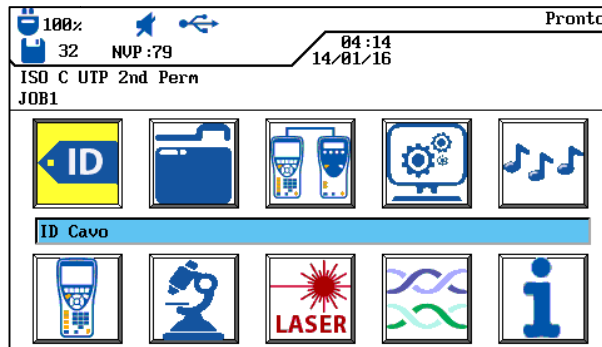 100%
Pronto
32 NVP:79
04:14
14/01/16
ISO C UTP 2nd Perm
JOB1
ID
ID Cavo
LASER
i